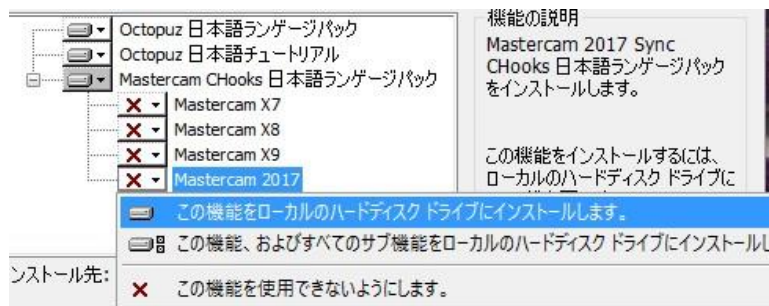 Octopuz 日本語ランゲージパック
Octopuz 日本語チュートリアル
Mastercam CHooks 日本語ランゲージパック
Mastercam X7
Mastercam X8
Mastercam X9
Mastercam 2017
機能の説明
Mastercam 2017 Sync
CHooks 日本語ランゲージパック
をインストールします。
この機能をインストールするには、
ローカルのハードディスク ドライブに
この機能をローカルのハードディスク ドライブにインストールします。
この機能、およびすべてのサブ機能をローカルのハードディスク ドライブにインストールし
この機能を使用できないようにします。
ンストール先: